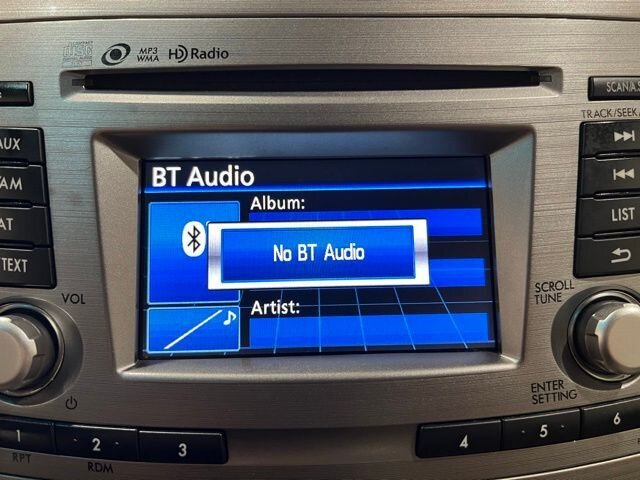 MP3
WMA
HD Radio
SCAN/A.S
AUX
AM
AT
TEXT
VOL
BT Audio
Album:
No BT Audio
Artist:
TRACK/SEEK/
LIST
SCROLL
TUNE
ENTER
SETTING
1
2
3
4
5
6
RPT
RDM